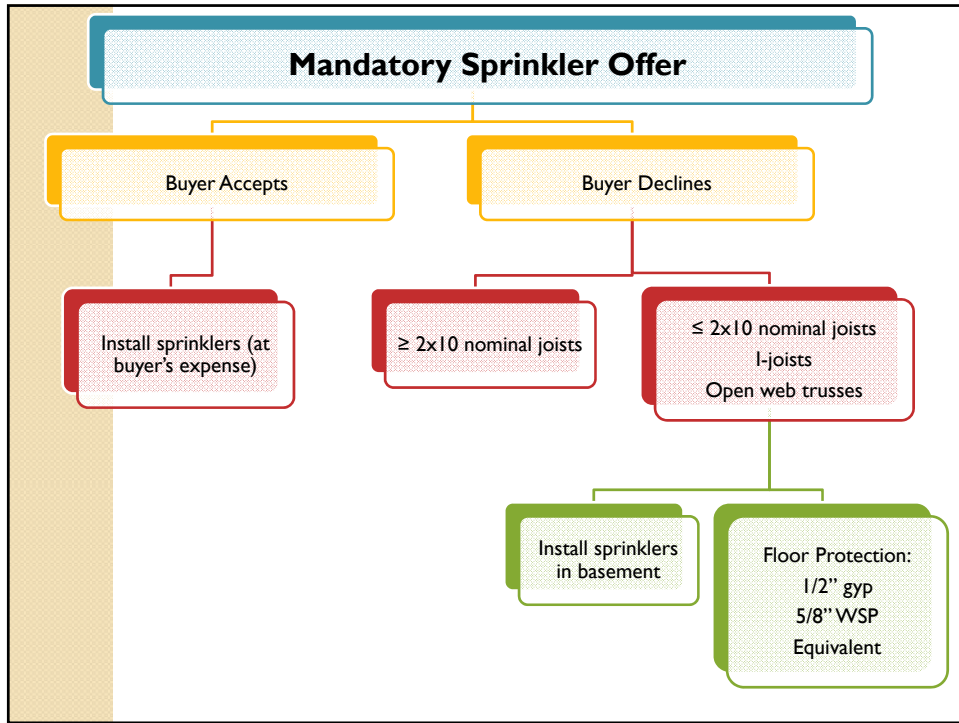 Mandatory Sprinkler Offer
Buyer Accepts
Buyer Declines
Install sprinklers (at
buyer’s expense)
≥ 2x10 nominal joists
≤ 2x10 nominal joists
I-joists
Open web trusses
Install sprinklers
in basement
Floor Protection:
1/2” gyp
5/8” WSP
Equivalent